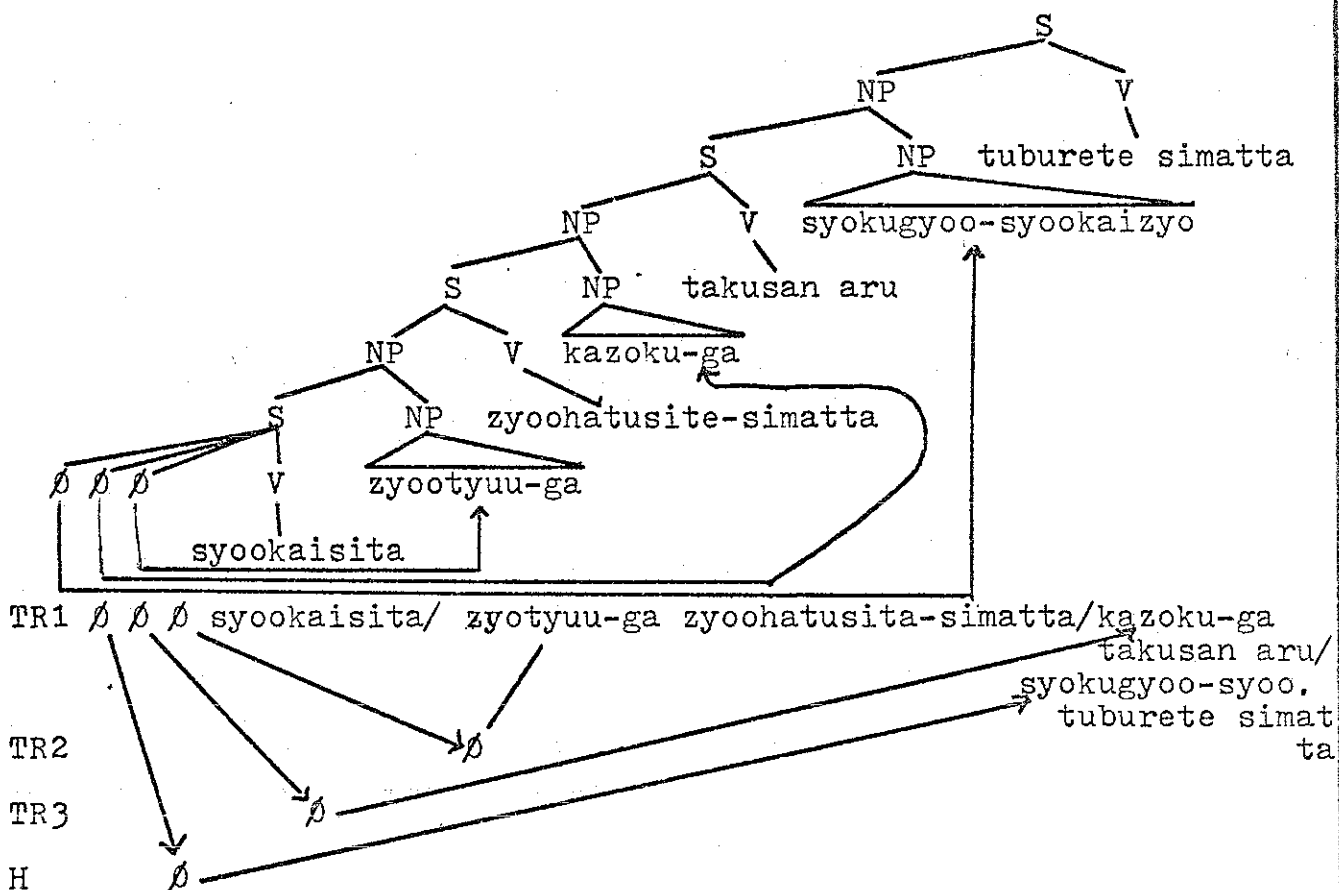 S
NP V
S NP tuburete simatta
NP V syokugyoo-syookaizyo
S NP takusan aru
NP V kazoku-ga
S NP zyoohatusite-simatta
Ø Ø Ø V zyootyuu-ga
syookaisita
TR1 Ø Ø Ø syookaisita/ zyotyuu-ga zyoohatusita-simatta/kazoku-ga
takusan aru/
syokugyoo-syoo.
tuburete simat
TR2 Ø ta
TR3 Ø
H Ø